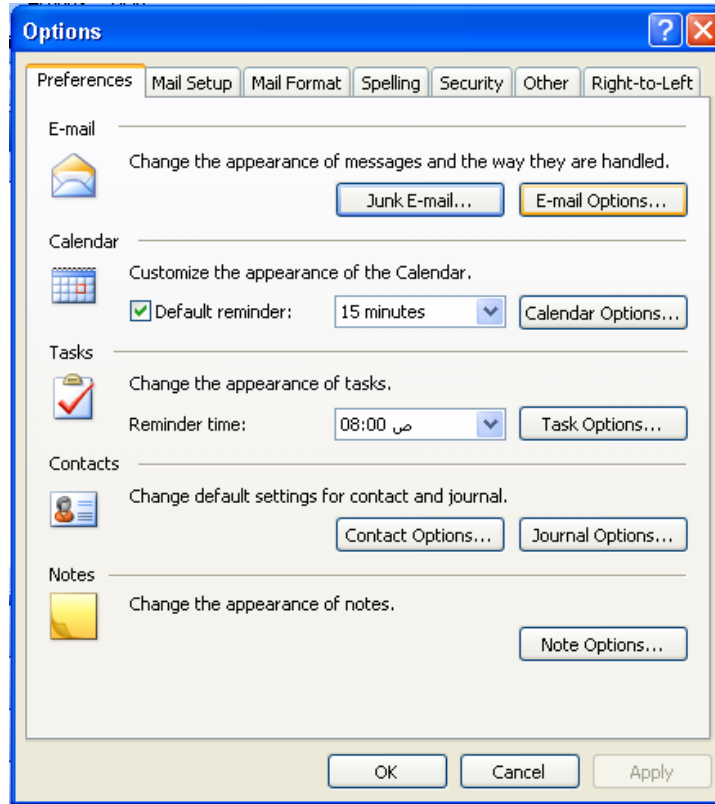 Options
Preferences Mail Setup Mail Format Spelling Security Other Right-to-Left
E-mail
Change the appearance of messages and the way they are handled.
Junk E-mail... E-mail Options...
Calendar
Customize the appearance of the Calendar.
Default reminder: 15 minutes Calendar Options...
Tasks
Change the appearance of tasks.
Reminder time: 08:00 ص Task Options...
Contacts
Change default settings for contact and journal.
Contact Options... Journal Options...
Notes
Change the appearance of notes.
Note Options...
OK Cancel Apply